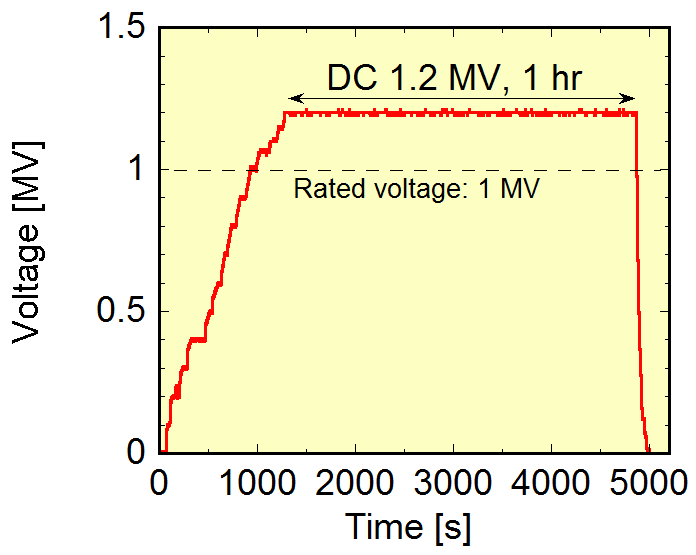 1.5
DC 1.2 MV, 1 hr
1
Rated voltage: 1 MV
Voltage [MV]
0.5
0
0 1000 2000 3000 4000 5000
Time [s]